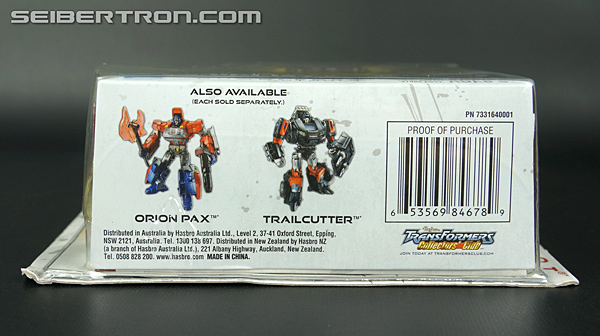 SEIBERTRON.COM
ALSO AVAILABLE
(EACH SOLD SEPARATELY.)
PN 7331640001
PROOF OF PURCHASE
6 53569 84678 9
ORION PAX™
TRAILCUTTER™
Distributed in Australia by Hasbro Australia Ltd., Level 2, 37-41 Oxford Street, Epping,
NSW 2121, Australia. Tel. 1300 138 697. Distributed in New Zealand by Hasbro NZ
(a branch of Hasbro Australia Ltd.), 221 Albany Highway, Auckland, New Zealand.
Tel. 0508 828 200. www.hasbro.com MADE IN CHINA.
TRANSFORMERS
Collectors' Club
JOIN TODAY AT TRANSFORMERSCLUB.COM